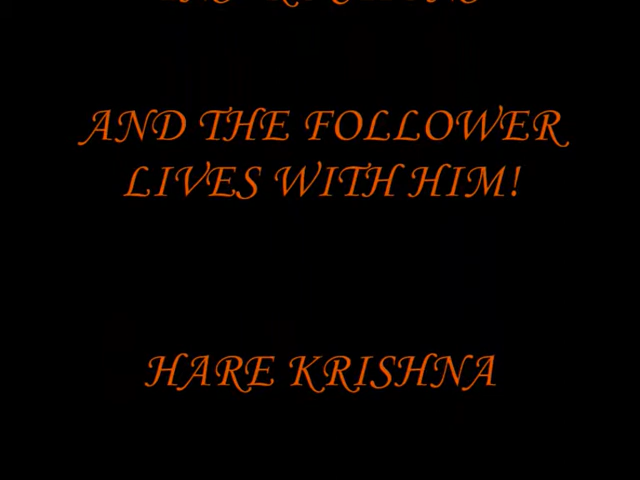 AND THE FOLLOWER
LIVES WITH HIM!
HARE KRISHNA